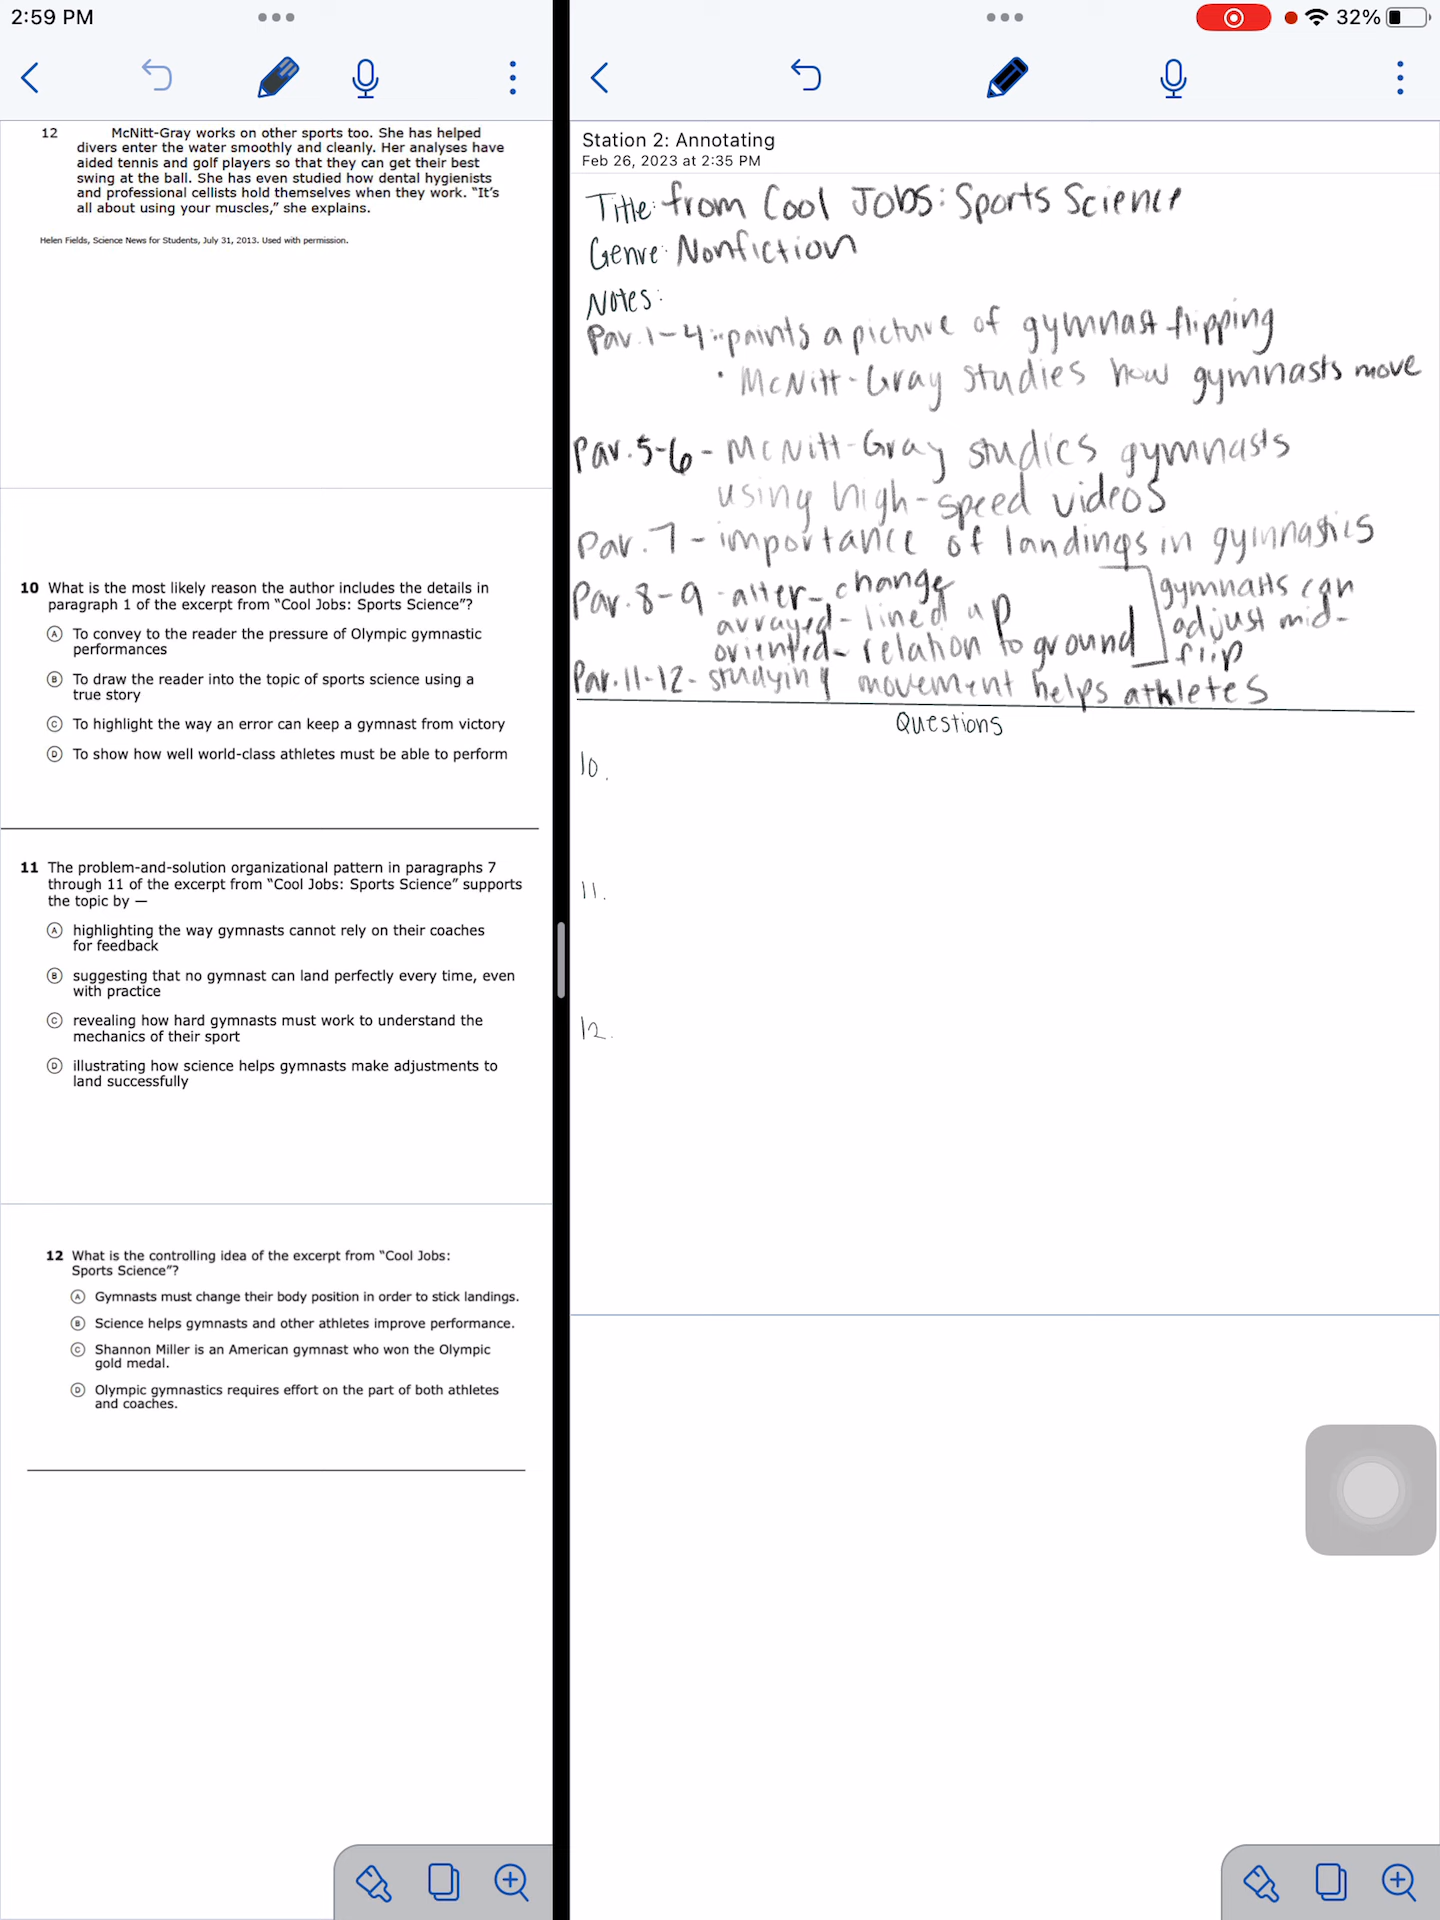 2:59 PM
32%
12 McNitt-Gray works on other sports too. She has helped
divers enter the water smoothly and cleanly. Her analyses have
aided tennis and golf players so that they can get their best
swing at the ball. She has even studied how dental hygienists
and professional cellists hold themselves when they work. “It’s
all about using your muscles,” she explains.
Helen Fields, Science News for Students, July 31, 2013. Used with permission.
10 What is the most likely reason the author includes the details in
paragraph 1 of the excerpt from “Cool Jobs: Sports Science”?
A To convey to the reader the pressure of Olympic gymnastic
performances
B To draw the reader into the topic of sports science using a
true story
C To highlight the way an error can keep a gymnast from victory
D To show how well world-class athletes must be able to perform
11 The problem-and-solution organizational pattern in paragraphs 7
through 11 of the excerpt from “Cool Jobs: Sports Science” supports
the topic by —
A highlighting the way gymnasts cannot rely on their coaches
for feedback
B suggesting that no gymnast can land perfectly every time, even
with practice
C revealing how hard gymnasts must work to understand the
mechanics of their sport
D illustrating how science helps gymnasts make adjustments to
land successfully
12 What is the controlling idea of the excerpt from “Cool Jobs:
Sports Science”?
A Gymnasts must change their body position in order to stick landings.
B Science helps gymnasts and other athletes improve performance.
C Shannon Miller is an American gymnast who won the Olympic
gold medal.
D Olympic gymnastics requires effort on the part of both athletes
and coaches.
Station 2: Annotating
Feb 26, 2023 at 2:35 PM
Title: from Cool Jobs: Sports Science
Genre: Nonfiction
Notes:
Par. 1-4: paints a picture of gymnast flipping
• McNitt-Gray studies how gymnasts move
Par. 5-6 - McNitt-Gray studies gymnasts
using high-speed videos
Par. 7 - importance of landings in gymnastics
Par. 8-9 - alter - change
arrayed - lined up
oriented - relation to ground
gymnasts can
adjust mid-
flip
Par. 11-12 - studying movement helps athletes
Questions
10.
11.
12.